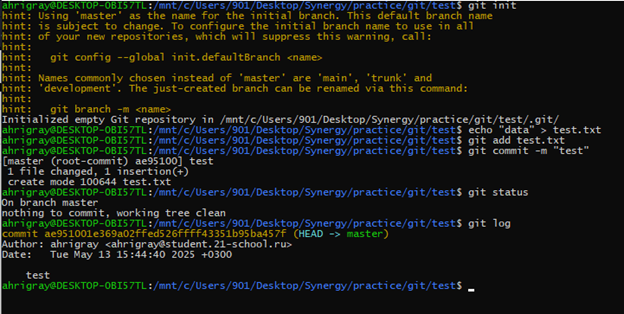 ahrigray@DESKTOP-0BI57TL:/mnt/c/Users/901/Desktop/Synergy/practice/git/test$ git init
hint: Using 'master' as the name for the initial branch. This default branch name
hint: is subject to change. To configure the initial branch name to use in all
hint: of your new repositories, which will suppress this warning, call:
hint:
hint:   git config --global init.defaultBranch <name>
hint:
hint: Names commonly chosen instead of 'master' are 'main', 'trunk' and
hint: 'development'. The just-created branch can be renamed via this command:
hint:
hint:   git branch -m <name>
Initialized empty Git repository in /mnt/c/Users/901/Desktop/Synergy/practice/git/test/.git/
ahrigray@DESKTOP-0BI57TL:/mnt/c/Users/901/Desktop/Synergy/practice/git/test$ echo "data" > test.txt
ahrigray@DESKTOP-0BI57TL:/mnt/c/Users/901/Desktop/Synergy/practice/git/test$ git add test.txt
ahrigray@DESKTOP-0BI57TL:/mnt/c/Users/901/Desktop/Synergy/practice/git/test$ git commit -m "test"
[master (root-commit) ae95100] test
 1 file changed, 1 insertion(+)
 create mode 100644 test.txt
ahrigray@DESKTOP-0BI57TL:/mnt/c/Users/901/Desktop/Synergy/practice/git/test$ git status
On branch master
nothing to commit, working tree clean
ahrigray@DESKTOP-0BI57TL:/mnt/c/Users/901/Desktop/Synergy/practice/git/test$ git log
commit ae951001e369a02ffed526ffff43351b95ba457f (HEAD -> master)
Author: ahrigray <ahrigray@student.21-school.ru>
Date:   Tue May 13 15:44:40 2025 +0300
    test
ahrigray@DESKTOP-0BI57TL:/mnt/c/Users/901/Desktop/Synergy/practice/git/test$